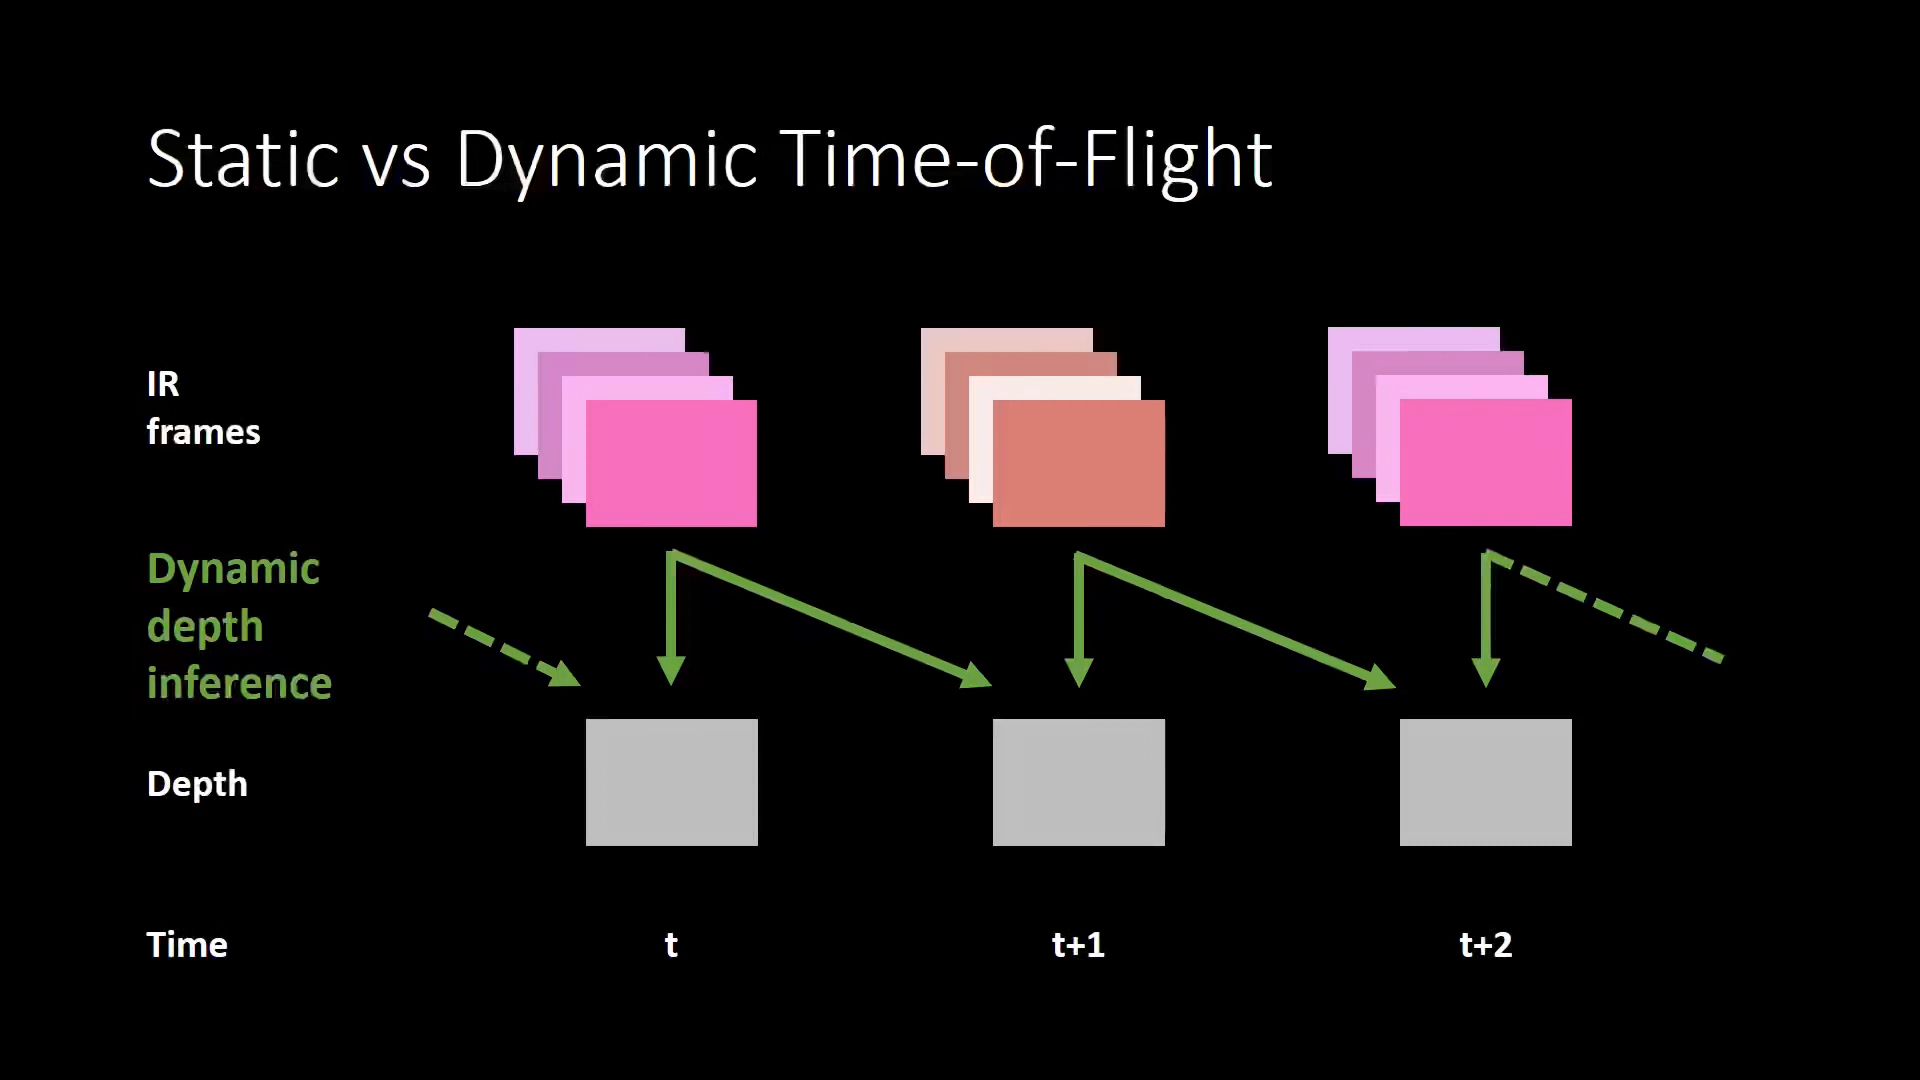 Static vs Dynamic Time-of-Flight
IR
frames
Dynamic
depth
inference
Depth
Time
t
t+1
t+2